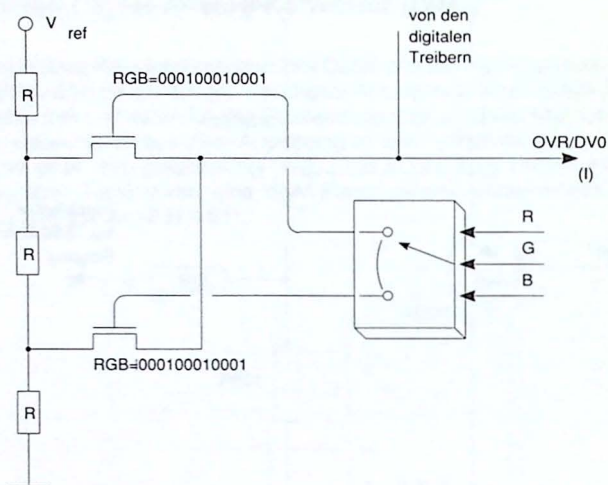 V
ref
von den
digitalen
Treibern
RGB=000100010001
R
OVR/DV0
(I)
R
G
R
B
RGB≠000100010001
R